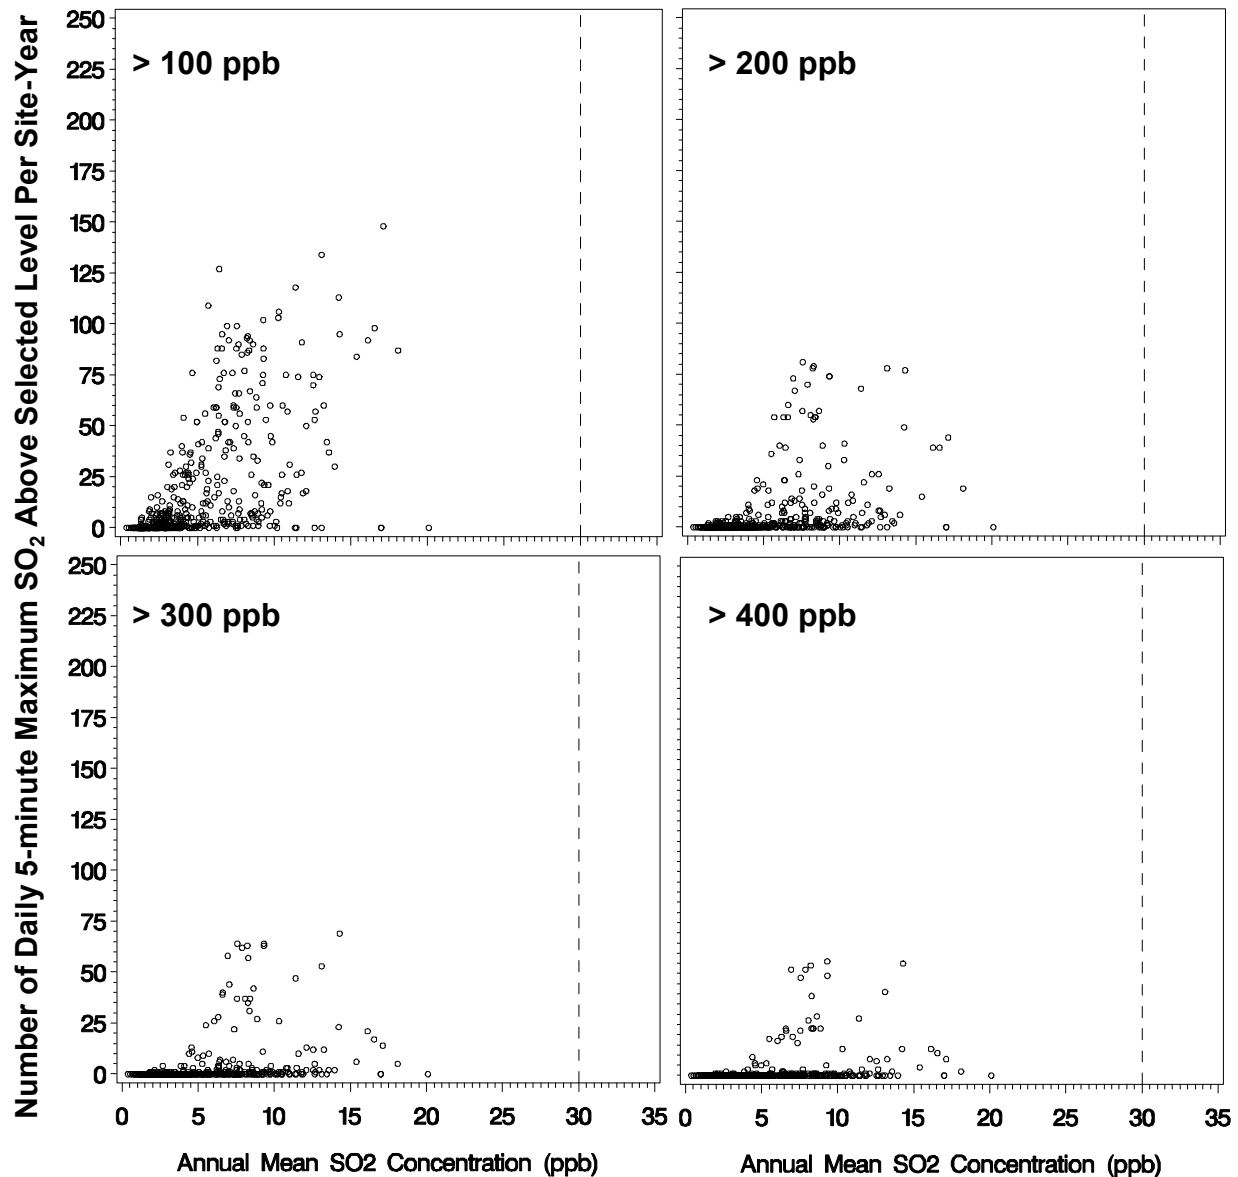 Number of Daily 5-minute Maximum SO2 Above Selected Level Per Site-Year
250
225
200
175
150
125
100
75
50
25
0
> 100 ppb
> 200 ppb
250
225
200
175
150
125
100
75
50
25
0
> 300 ppb
> 400 ppb
0 5 10 15 20 30 35
0 5 10 15 20 30 35
Annual Mean SO2 Concentration (ppb)
Annual Mean SO2 Concentration (ppb)